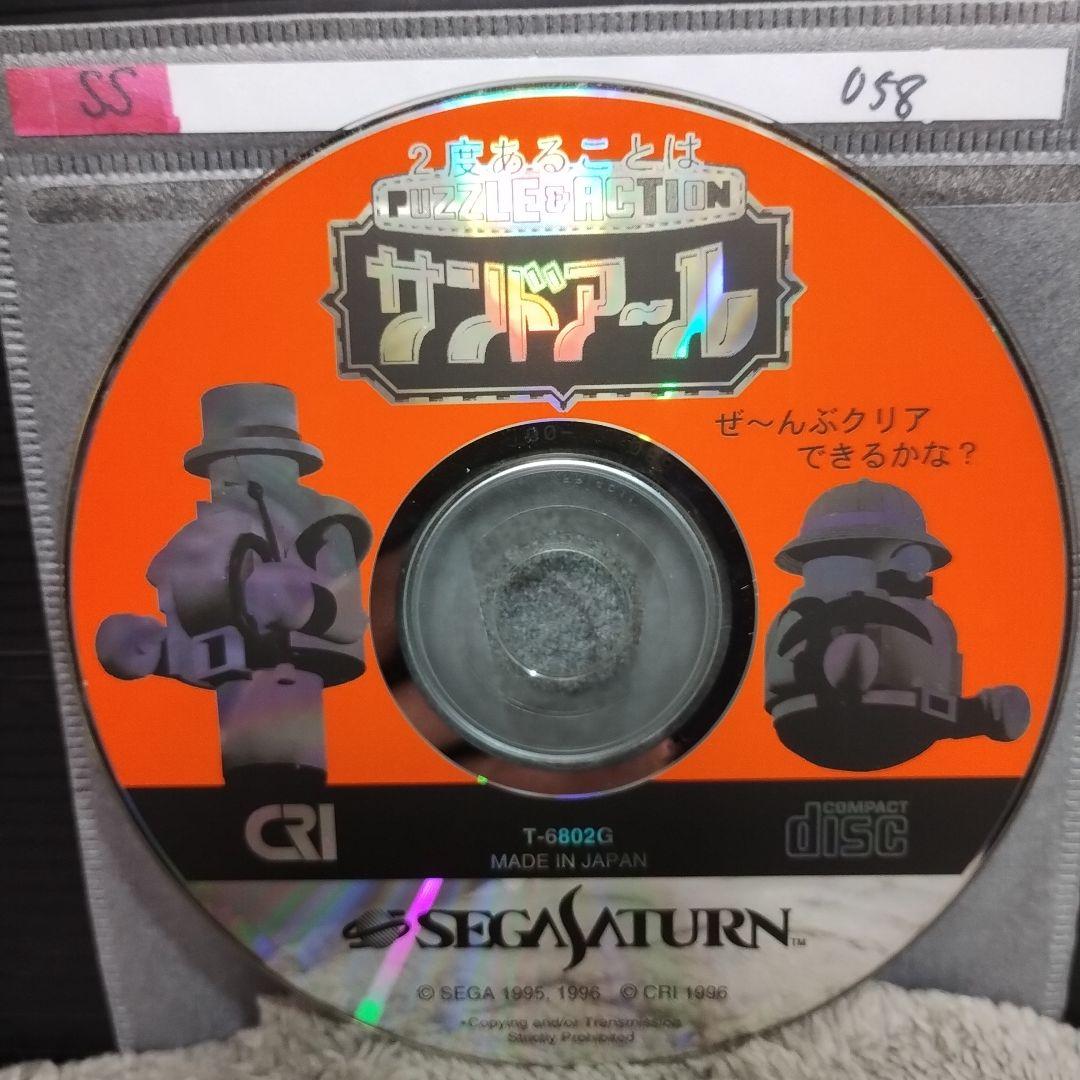 SS
058
2度あることは
PUZZLE&ACTION
サンドア〜ル
ぜ〜んぶクリア
できるかな？
CRI
T-6802G
MADE IN JAPAN
COMPACT
disc
SEGA SATURN™
© SEGA 1995, 1996 © CRI 1996
•Copying and/or Transmission
Strictly Prohibited